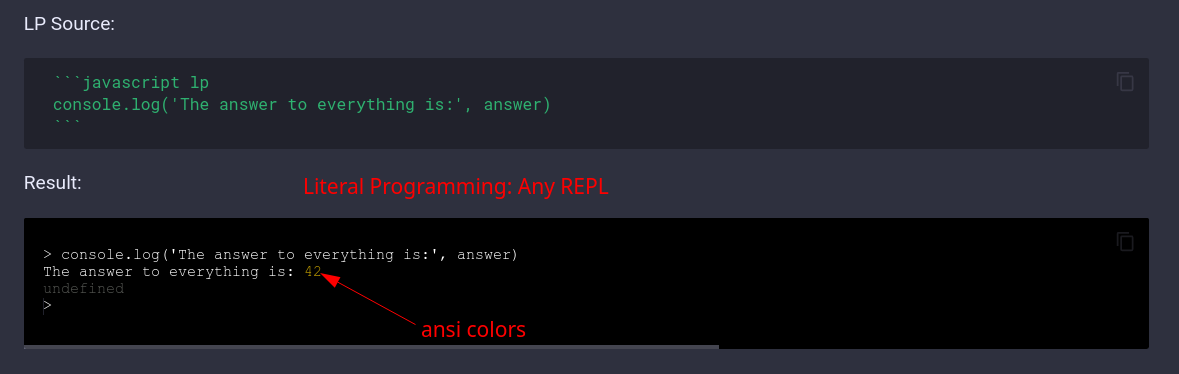 LP Source:
```javascript lp
console.log('The answer to everything is:', answer)
```
Result:
Literal Programming: Any REPL
> console.log('The answer to everything is:', answer)
The answer to everything is: 42
undefined
>
ansi colors